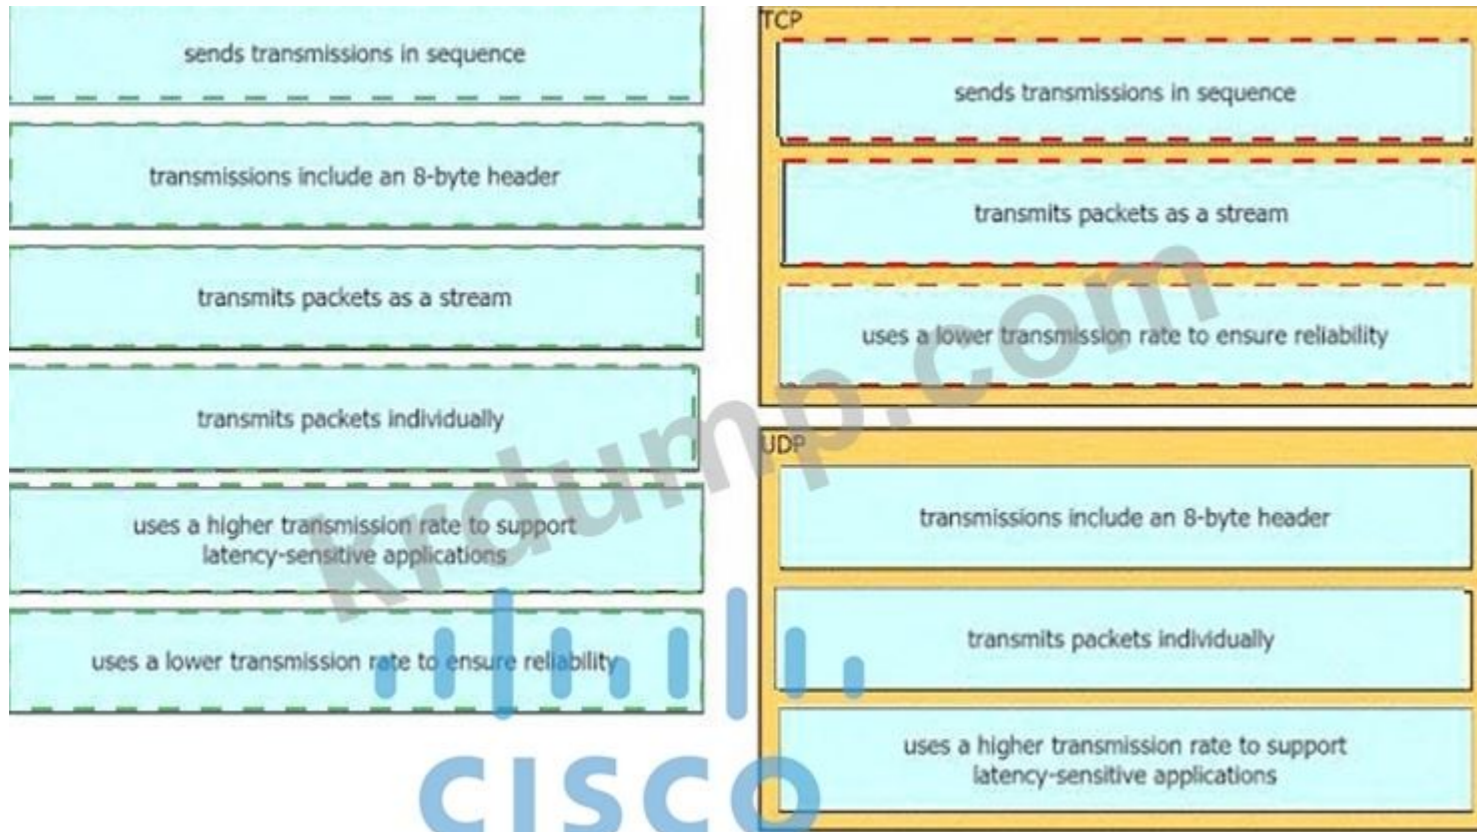 sends transmissions in sequence
transmissions include an 8-byte header
transmits packets as a stream
transmits packets individually
uses a higher transmission rate to support
latency-sensitive applications
uses a lower transmission rate to ensure reliability
TCP
sends transmissions in sequence
transmits packets as a stream
uses a lower transmission rate to ensure reliability
UDP
transmissions include an 8-byte header
transmits packets individually
uses a higher transmission rate to support
latency-sensitive applications
krdump.com
CISCO